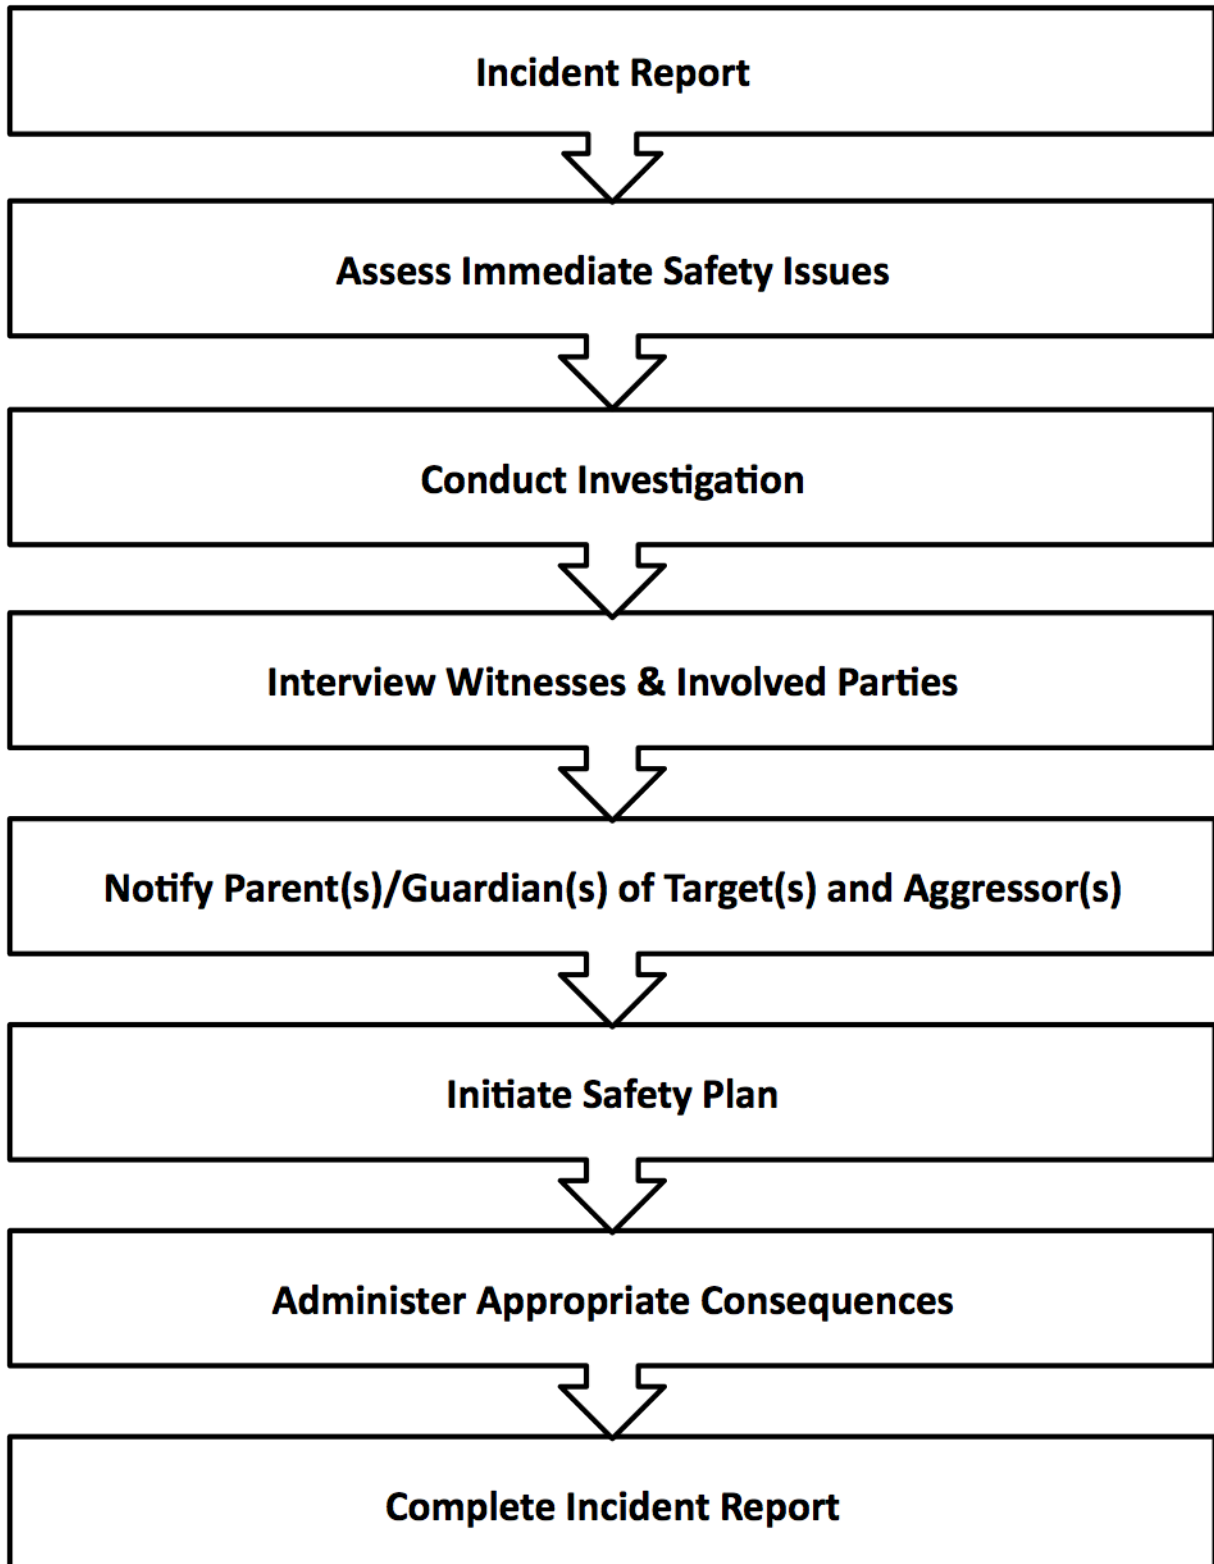 Incident Report
Assess Immediate Safety Issues
Conduct Investigation
Interview Witnesses & Involved Parties
Notify Parent(s)/Guardian(s) of Target(s) and Aggressor(s)
Initiate Safety Plan
Administer Appropriate Consequences
Complete Incident Report